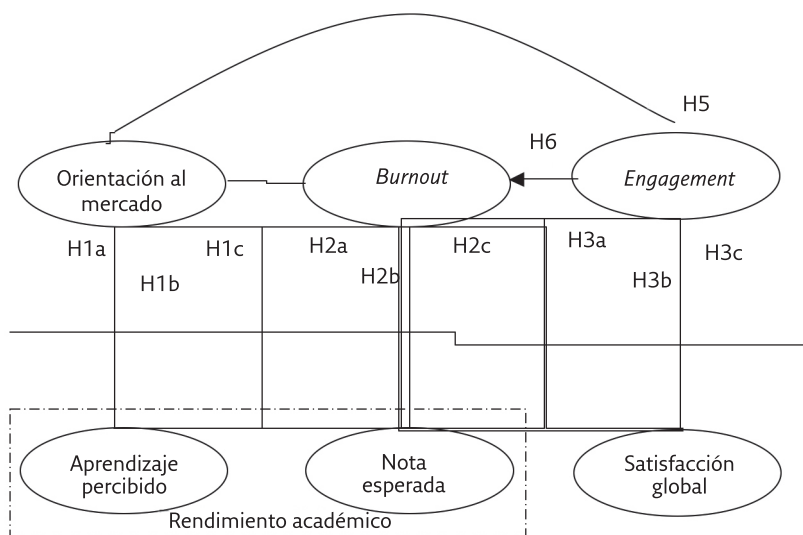 H5
H6
Orientación al
mercado
Burnout
Engagement
H1a
H1c
H2a
H2c
H3a
H3c
H1b
H2b
H3b
Aprendizaje
percibido
Nota
esperada
Satisfacción
global
Rendimiento académico